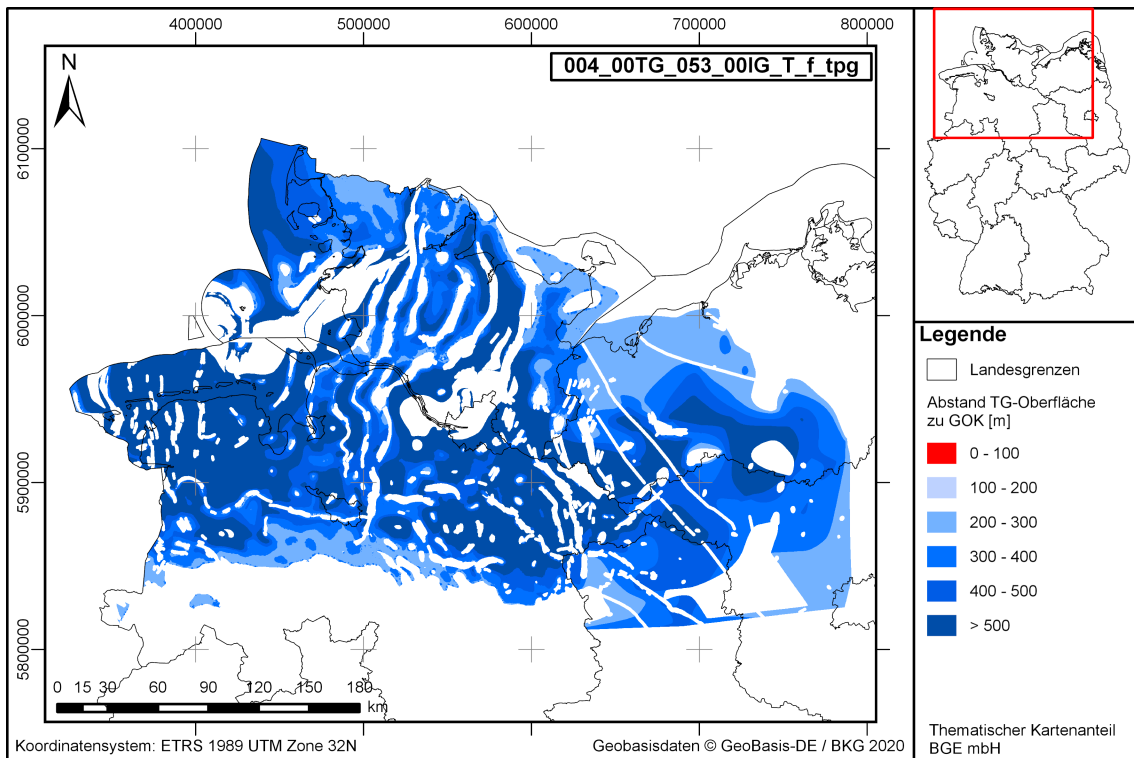 400000 500000 600000 700000 800000
004_00TG_053_00IG_T_f_tpg
N
6100000
6000000
5900000
5800000
0 15 30 60 90 120 150 180
km
Koordinatensystem: ETRS 1989 UTM Zone 32N
Geobasisdaten © GeoBasis-DE / BKG 2020
Legende
Landesgrenzen
Abstand TG-Oberfläche
zu GOK [m]
0 - 100
100 - 200
200 - 300
300 - 400
400 - 500
> 500
Thematischer Kartenanteil
BGE mbH